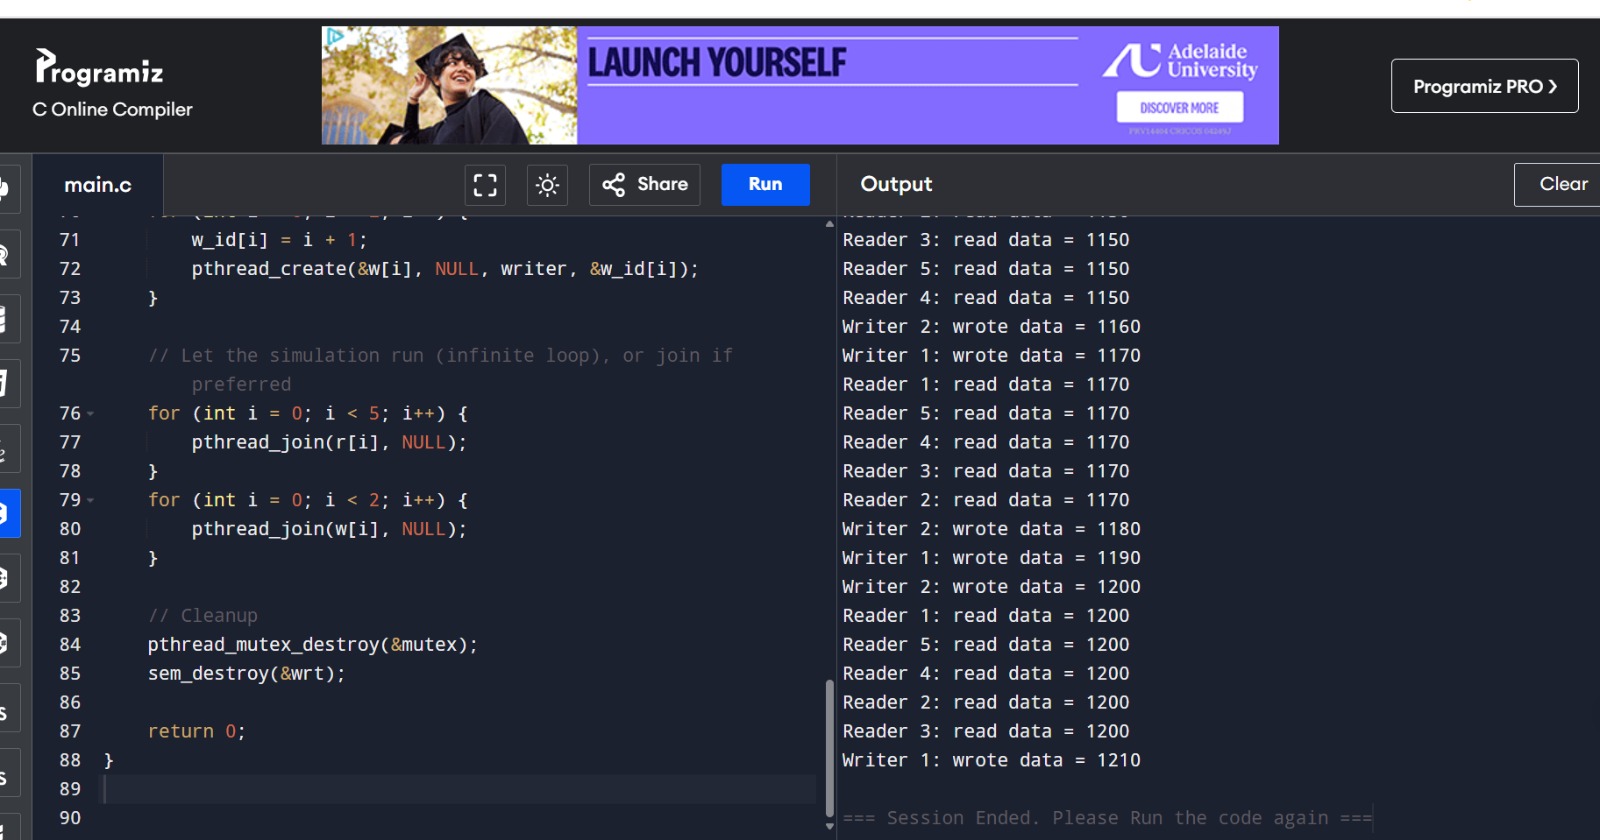 Programiz
C Online Compiler
LAUNCH YOURSELF
Adelaide
University
DISCOVER MORE
Programiz PRO ❯
main.c
Share
Run
Output
Clear
71 w_id[i] = i + 1;
72 pthread_create(&w[i], NULL, writer, &w_id[i]);
73 }
74
75 // Let the simulation run (infinite loop), or join if
preferred
76 for (int i = 0; i < 5; i++) {
77 pthread_join(r[i], NULL);
78 }
79 for (int i = 0; i < 2; i++) {
80 pthread_join(w[i], NULL);
81 }
82
83 // Cleanup
84 pthread_mutex_destroy(&mutex);
85 sem_destroy(&wrt);
86
87 return 0;
88 }
89
90
Reader 3: read data = 1150
Reader 5: read data = 1150
Reader 4: read data = 1150
Writer 2: wrote data = 1160
Writer 1: wrote data = 1170
Reader 1: read data = 1170
Reader 5: read data = 1170
Reader 4: read data = 1170
Reader 3: read data = 1170
Reader 2: read data = 1170
Writer 2: wrote data = 1180
Writer 1: wrote data = 1190
Writer 2: wrote data = 1200
Reader 1: read data = 1200
Reader 5: read data = 1200
Reader 4: read data = 1200
Reader 2: read data = 1200
Reader 3: read data = 1200
Writer 1: wrote data = 1210
=== Session Ended. Please Run the code again ===